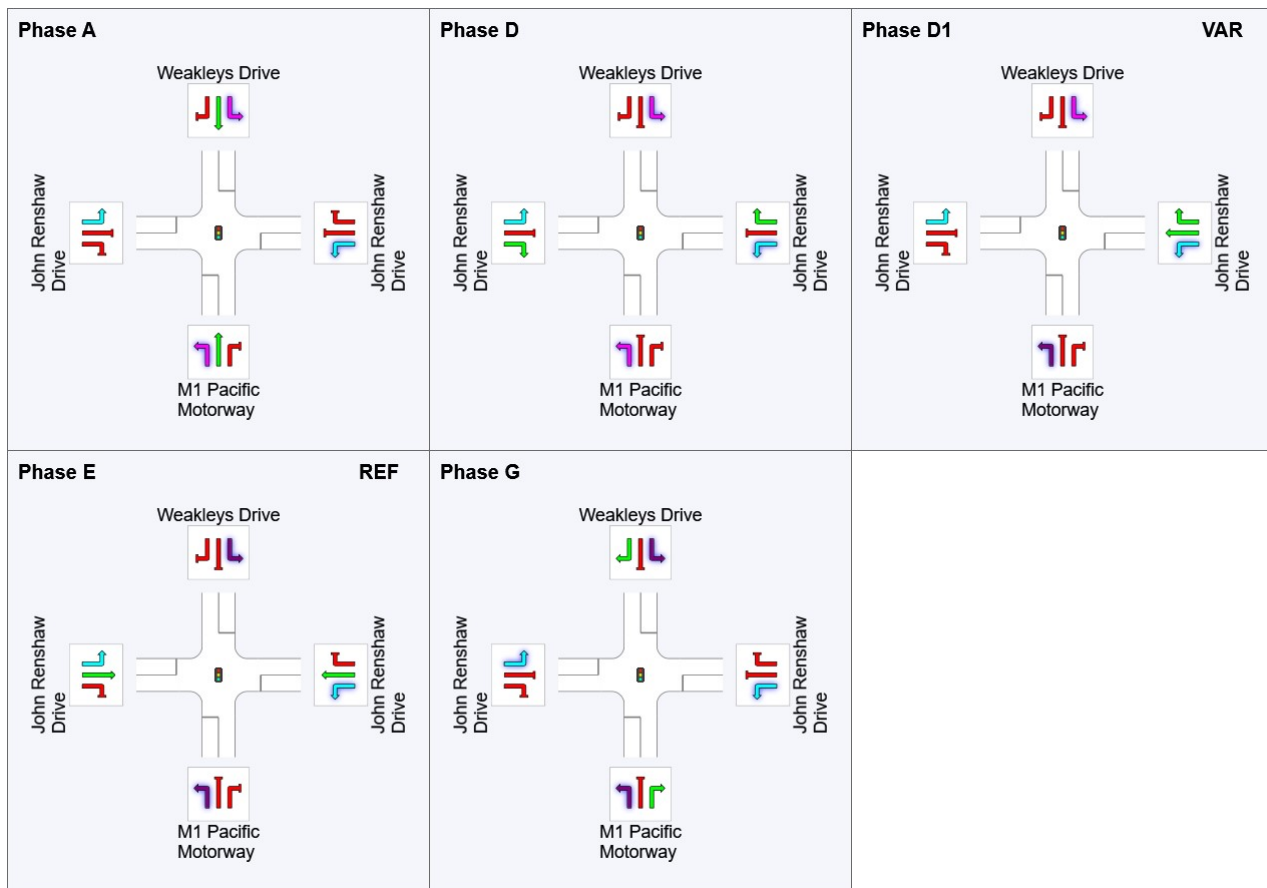 Phase A
Weakleys Drive
John Renshaw
Drive
John Renshaw
Drive
M1 Pacific
Motorway
Phase D
Weakleys Drive
John Renshaw
Drive
John Renshaw
Drive
M1 Pacific
Motorway
Phase D1 VAR
Weakleys Drive
John Renshaw
Drive
John Renshaw
Drive
M1 Pacific
Motorway
Phase E REF
Weakleys Drive
John Renshaw
Drive
John Renshaw
Drive
M1 Pacific
Motorway
Phase G
Weakleys Drive
John Renshaw
Drive
John Renshaw
Drive
M1 Pacific
Motorway